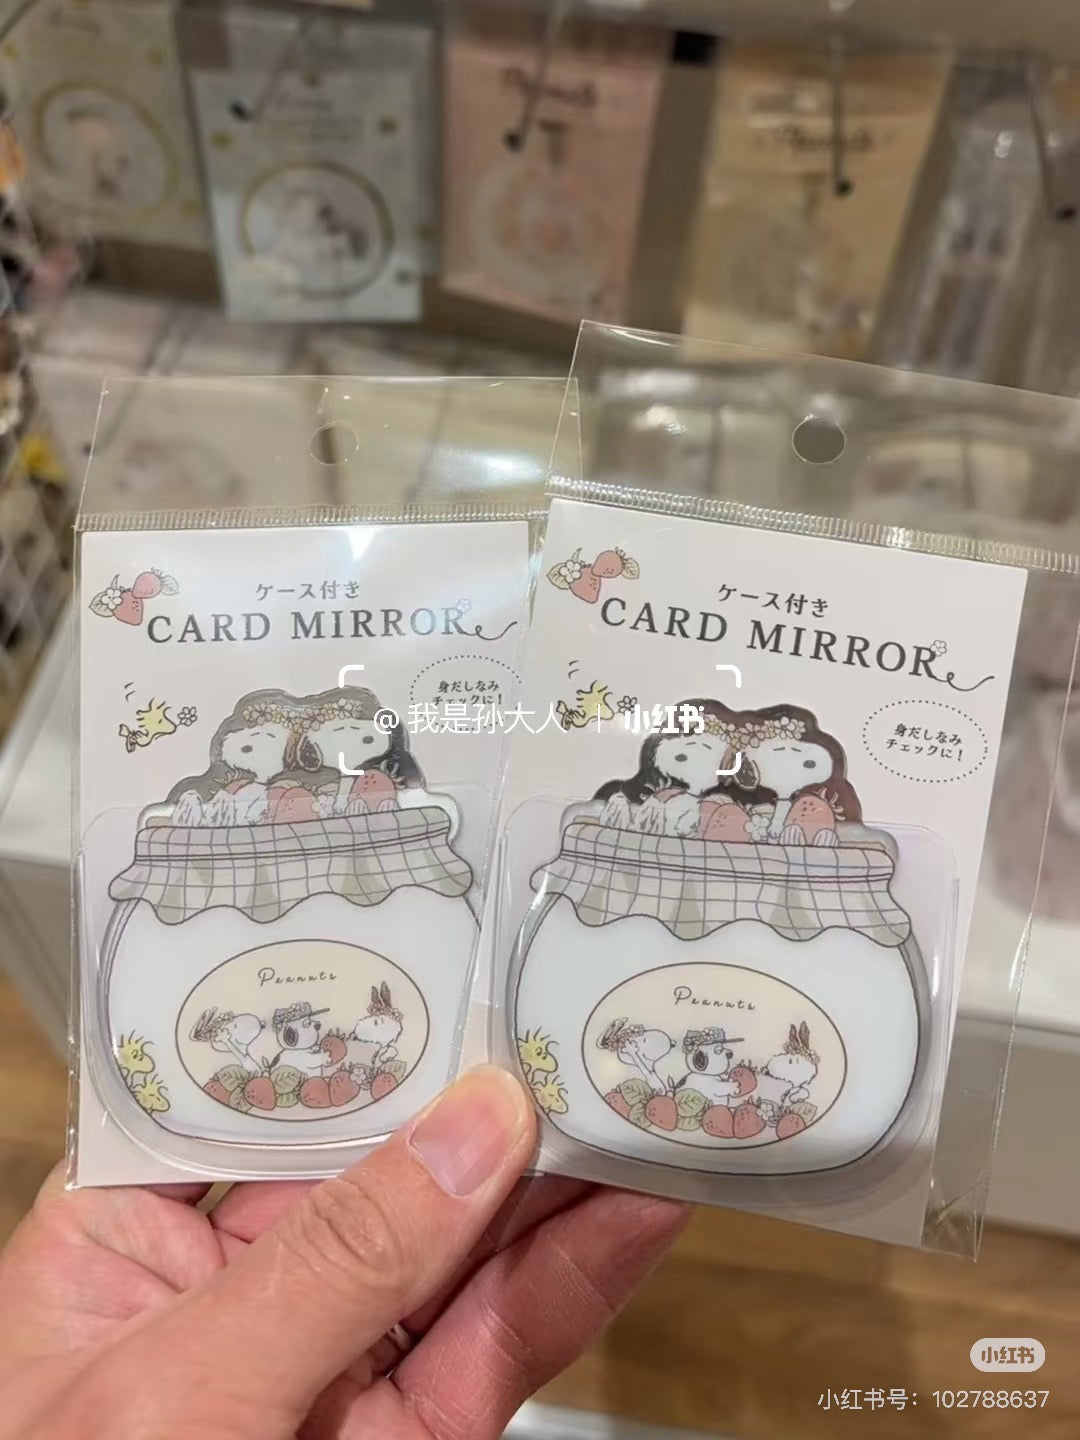 ケース付き
CARD MIRROR
身だしなみ
チェックに！
Peanuts
ケース付き
CARD MIRROR
身だしなみ
チェックに！
Peanuts
@我是孙大人 | 小红书
小红书
小红书号：102788637